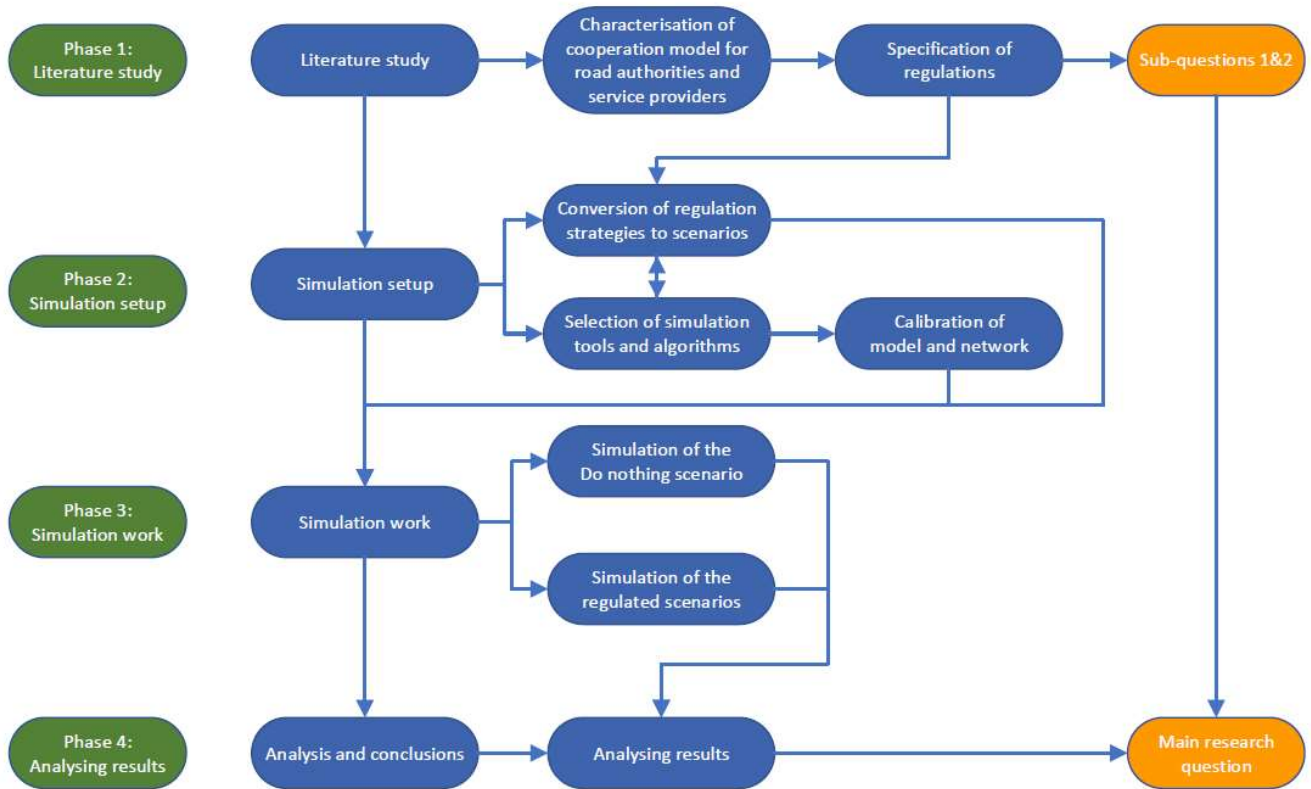 Phase 1:
Literature study
Literature study
Characterisation of
cooperation model for
road authorities and
service providers
Specification of
regulations
Sub-questions 1&2
Conversion of regulation
strategies to scenarios
Phase 2:
Simulation setup
Simulation setup
Selection of simulation
tools and algorithms
Calibration of
model and network
Simulation of the
Do nothing scenario
Phase 3:
Simulation work
Simulation work
Simulation of the
regulated scenarios
Phase 4:
Analysing results
Analysis and conclusions
Analysing results
Main research
question